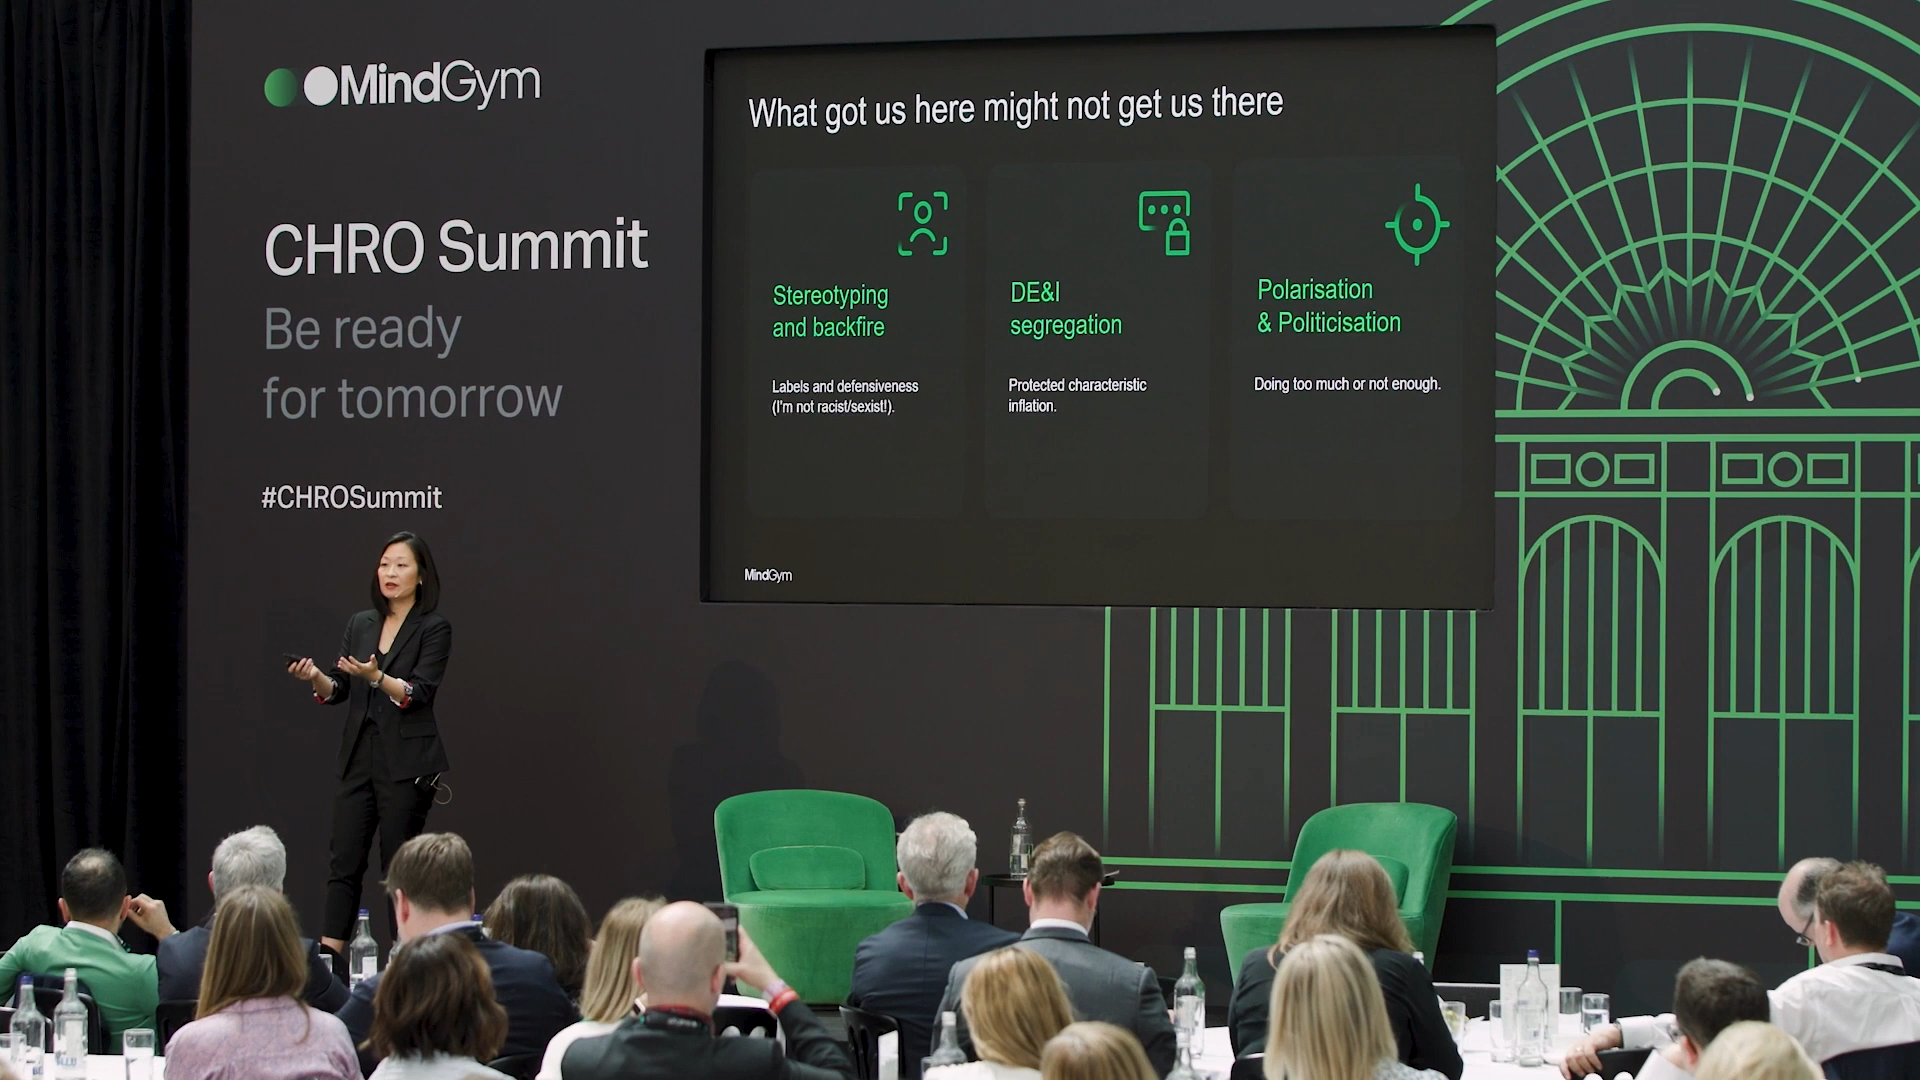 MindGym
CHRO Summit
Be ready
for tomorrow
#CHROSummit
What got us here might not get us there
Stereotyping
and backfire
Labels and defensiveness
(I'm not racist/sexist!).
DE&I
segregation
Protected characteristic
inflation.
Polarisation
& Politicisation
Doing too much or not enough.
MindGym